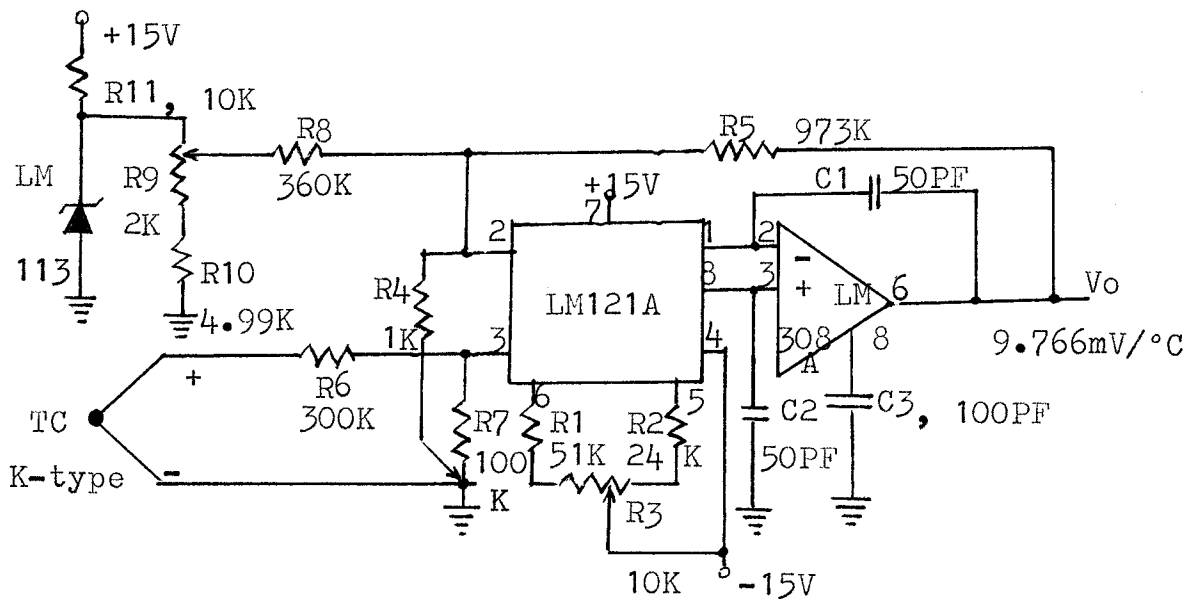 +15V
R11, 10K
R8
360K
R5 973K
LM
113
R9
2K
R10
4.99K
+15V
7
C1 50PF
2
1
2
-
8
3
+
LM121A
LM
308
A
6
8
Vo
9.766mV/°C
R4
1K
3
4
+
R6
300K
TC
K-type
-
R7
100
K
6
5
R1
51K
R2
24 K
R3
10K
C2
50PF
C3, 100PF
-15V